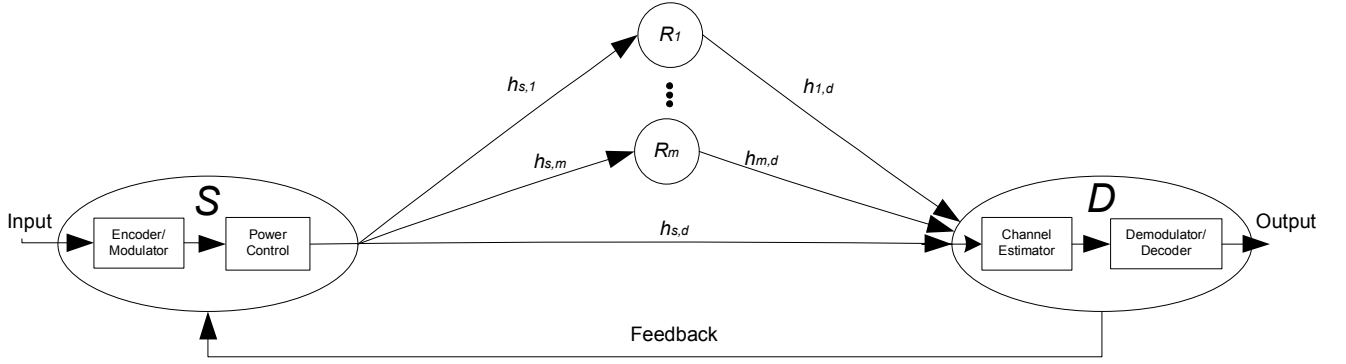 R1
hs,1
h1,d
Rm
hs,m
hm,d
S
D
Input
Encoder/
Modulator
Power
Control
hs,d
Channel
Estimator
Demodulator/
Decoder
Output
Feedback